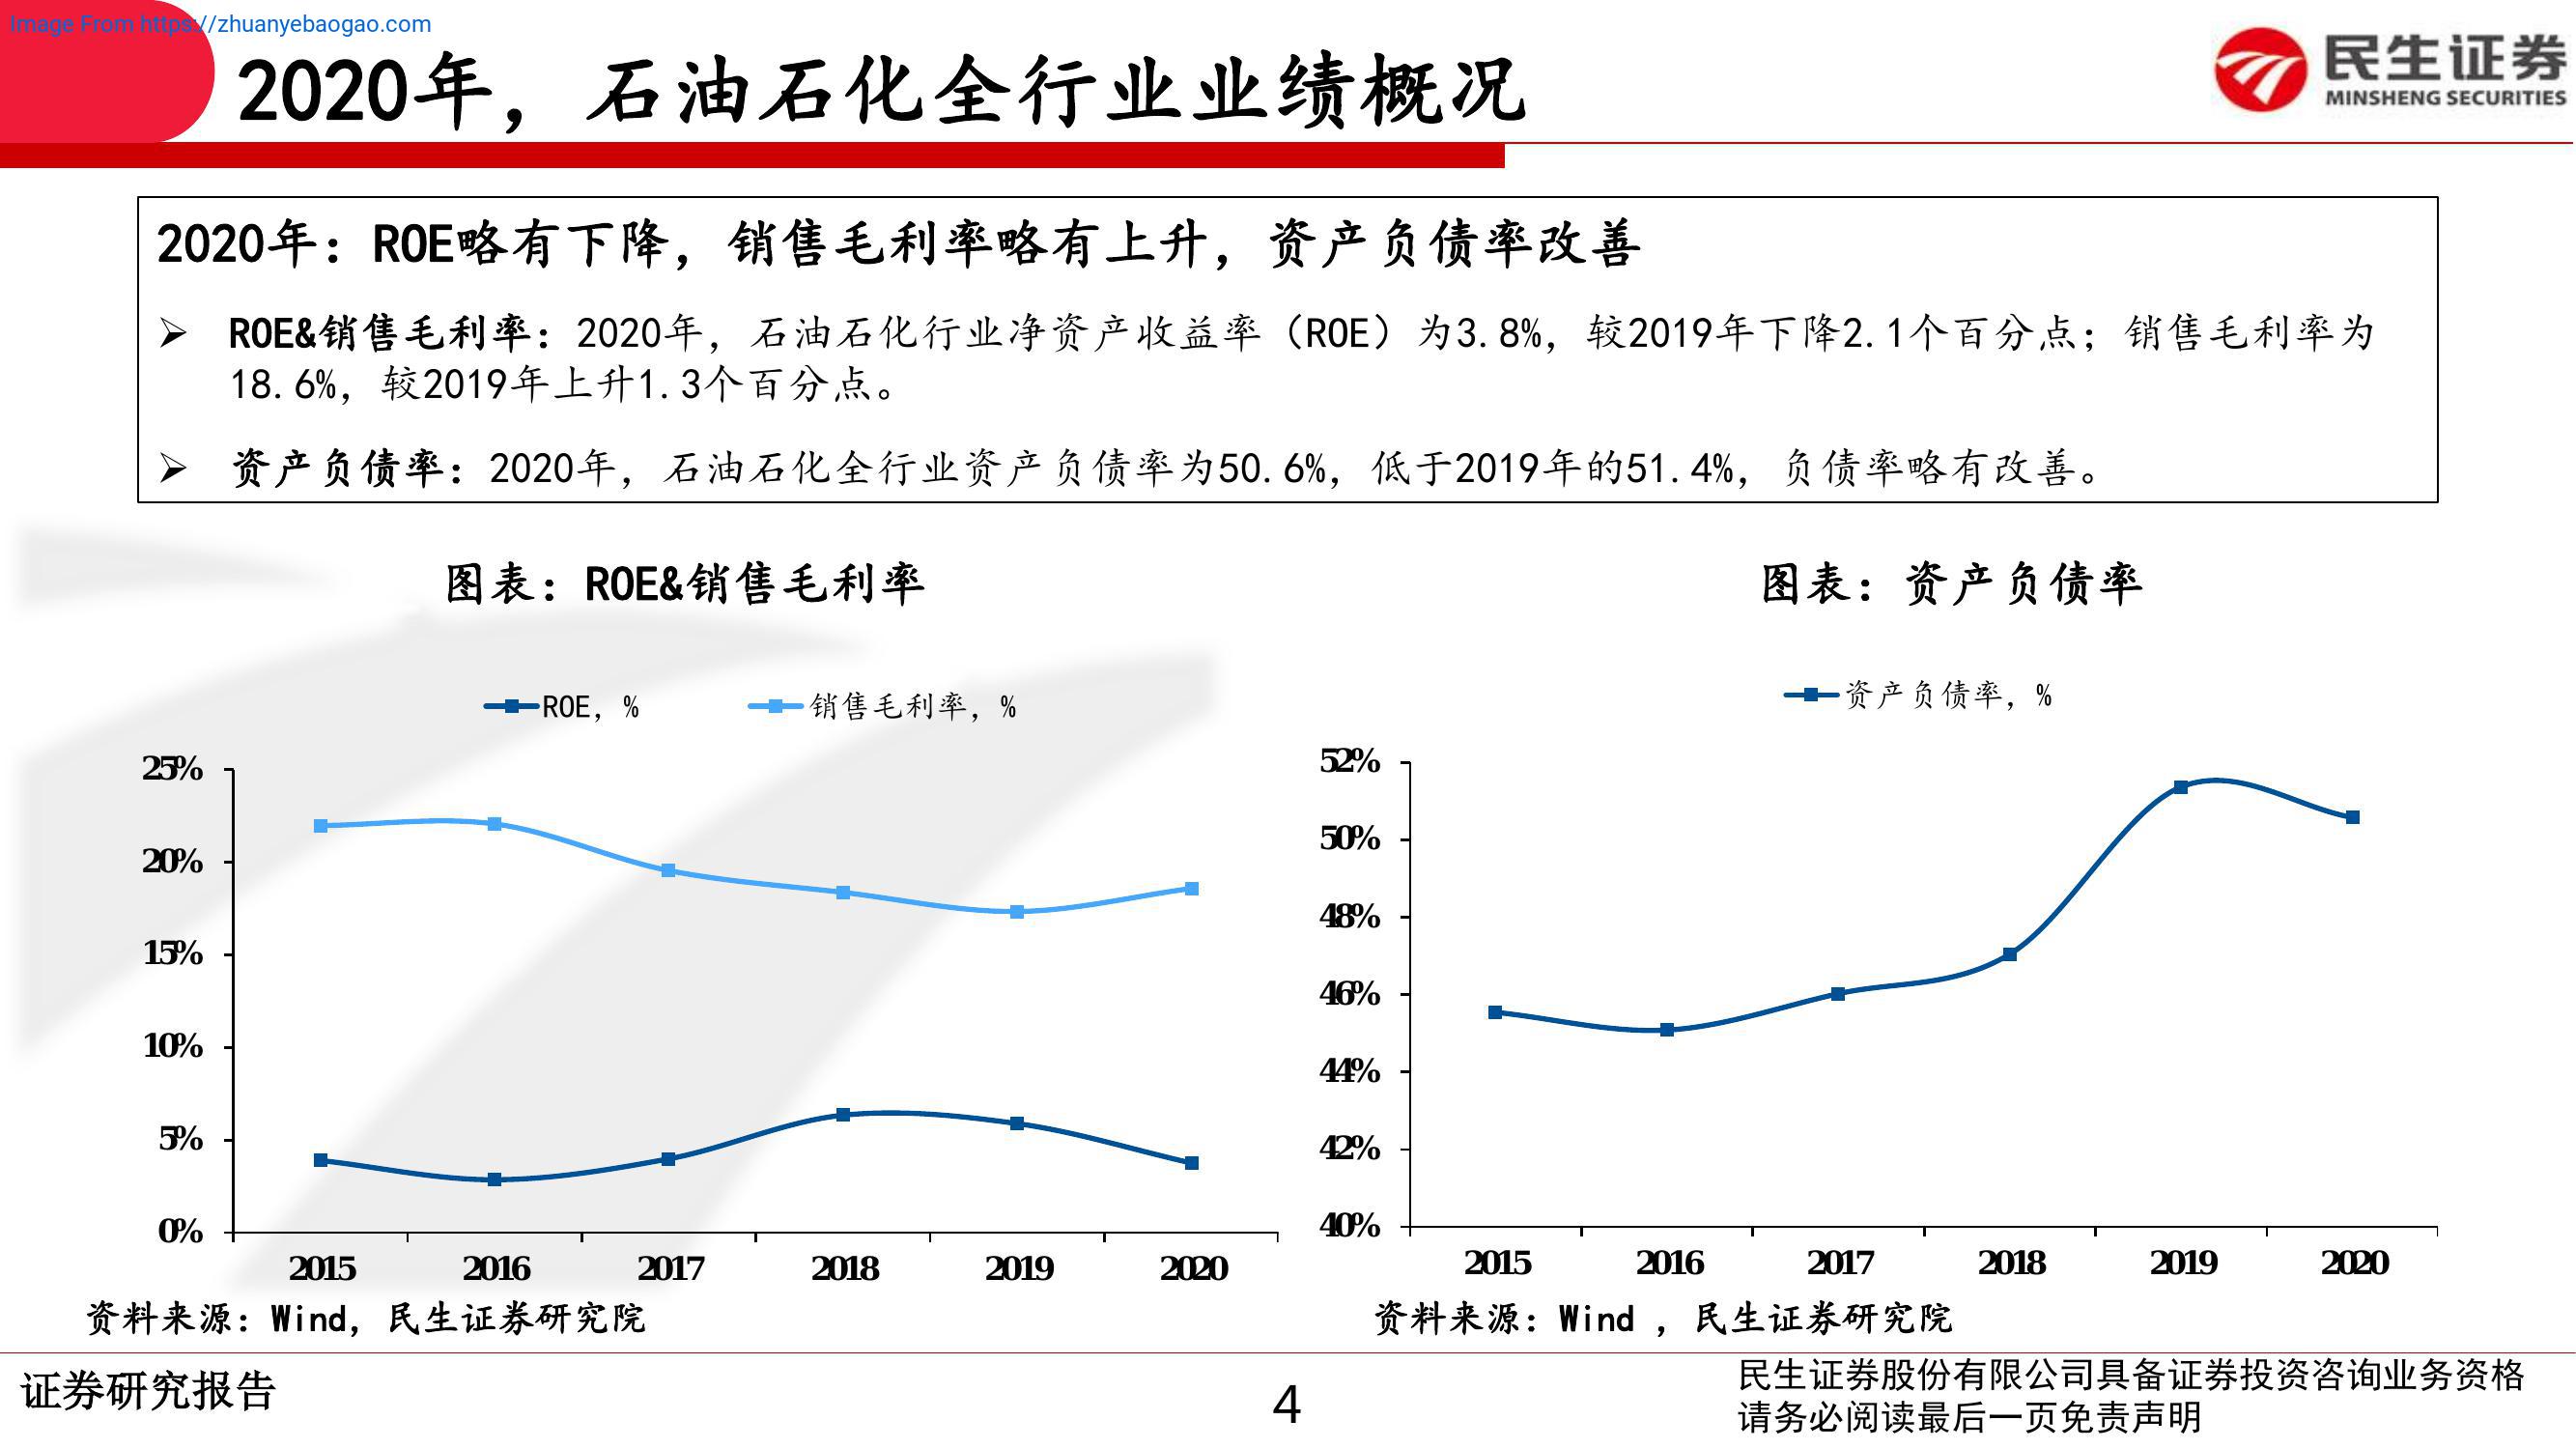 Image From https://zhuanyebaogao.com
2020年，石油石化全行业业绩概况
民生证券
MINSHENG SECURITIES
2020年：ROE略有下降，销售毛利率略有上升，资产负债率改善
➢ ROE&销售毛利率：2020年，石油石化行业净资产收益率（ROE）为3.8%，较2019年下降2.1个百分点；销售毛利率为
18.6%，较2019年上升1.3个百分点。
➢ 资产负债率：2020年，石油石化全行业资产负债率为50.6%，低于2019年的51.4%，负债率略有改善。
图表：ROE&销售毛利率
ROE，%
销售毛利率，%
25%
20%
15%
10%
5%
0%
2015 2016 2017 2018 2019 2020
资料来源：Wind，民生证券研究院
图表：资产负债率
资产负债率，%
52%
50%
48%
46%
44%
42%
40%
2015 2016 2017 2018 2019 2020
资料来源：Wind ，民生证券研究院
证券研究报告
4
民生证券股份有限公司具备证券投资咨询业务资格
请务必阅读最后一页免责声明